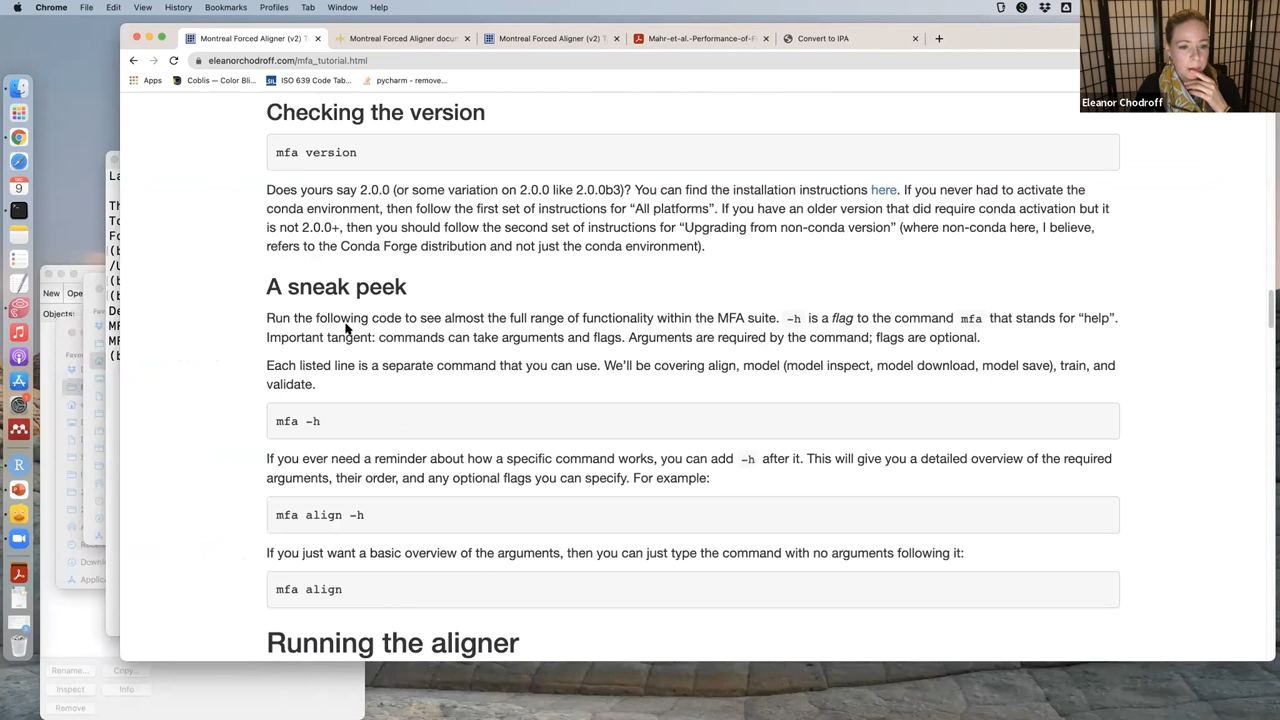 Chrome File Edit View History Bookmarks Profiles Tab Window Help
Montreal Forced Aligner (v2) T
Montreal Forced Aligner docum
Montreal Forced Aligner (v2) T
Mahr-et-al.-Performance-of-F
Convert to IPA
eleanorchodroff.com/mfa_tutorial.html
Apps
Coblis — Color Bli...
ISO 639 Code Tab...
pycharm - remove...
Eleanor Chodroff
Checking the version
mfa version
Does yours say 2.0.0 (or some variation on 2.0.0 like 2.0.0b3)? You can find the installation instructions here. If you never had to activate the
conda environment, then follow the first set of instructions for “All platforms”. If you have an older version that did require conda activation but it
is not 2.0.0+, then you should follow the second set of instructions for “Upgrading from non-conda version” (where non-conda here, I believe,
refers to the Conda Forge distribution and not just the conda environment).
A sneak peek
Run the following code to see almost the full range of functionality within the MFA suite. -h is a flag to the command mfa that stands for “help”.
Important tangent: commands can take arguments and flags. Arguments are required by the command; flags are optional.
Each listed line is a separate command that you can use. We’ll be covering align, model (model inspect, model download, model save), train, and
validate.
mfa -h
If you ever need a reminder about how a specific command works, you can add -h after it. This will give you a detailed overview of the required
arguments, their order, and any optional flags you can specify. For example:
mfa align -h
If you just want a basic overview of the arguments, then you can just type the command with no arguments following it:
mfa align
Running the aligner
New Ope
Objects:
Rename... Copy...
Inspect Info
Remove